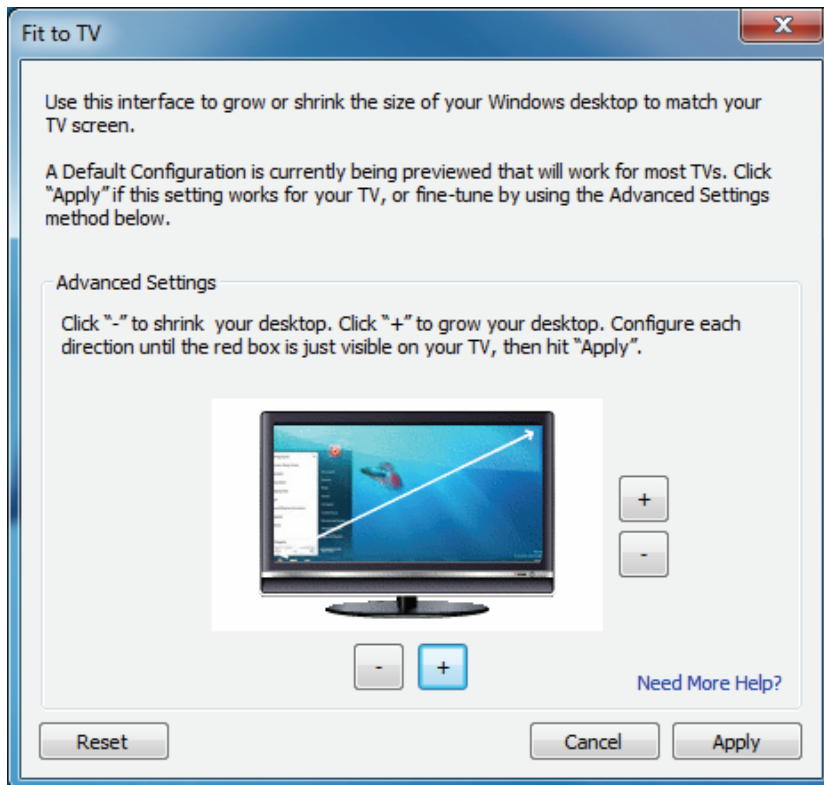 Fit to TV
X
Use this interface to grow or shrink the size of your Windows desktop to match your
TV screen.
A Default Configuration is currently being previewed that will work for most TVs. Click
"Apply" if this setting works for your TV, or fine-tune by using the Advanced Settings
method below.
Advanced Settings
Click "-" to shrink  your desktop. Click "+" to grow your desktop. Configure each
direction until the red box is just visible on your TV, then hit "Apply".
+
-
- +
Need More Help?
Reset Cancel Apply